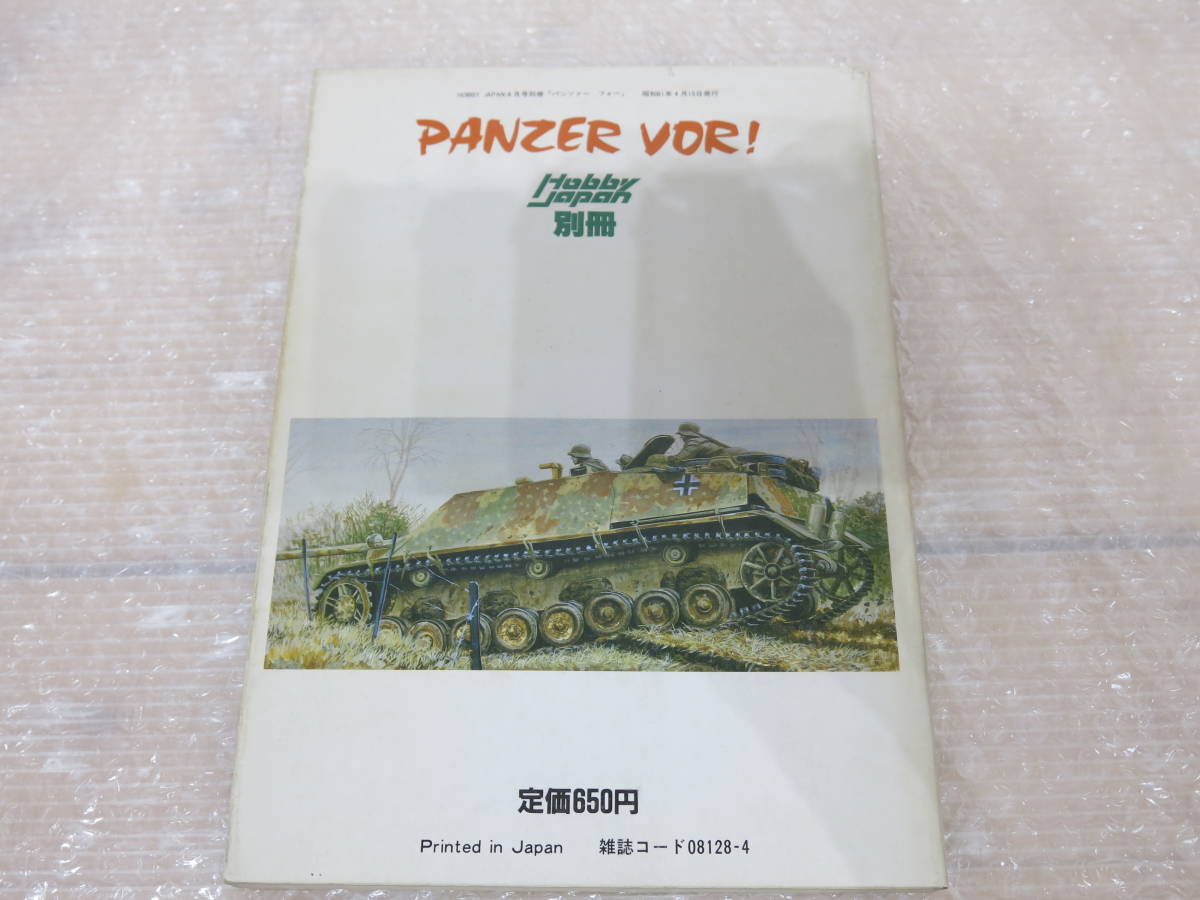 HOBBY JAPAN4月号別冊「パンツァー フォー」 昭和61年4月15日発行
PANZER VOR!
Hobby
Japan
別冊
定価650円
Printed in Japan 雑誌コード08128-4